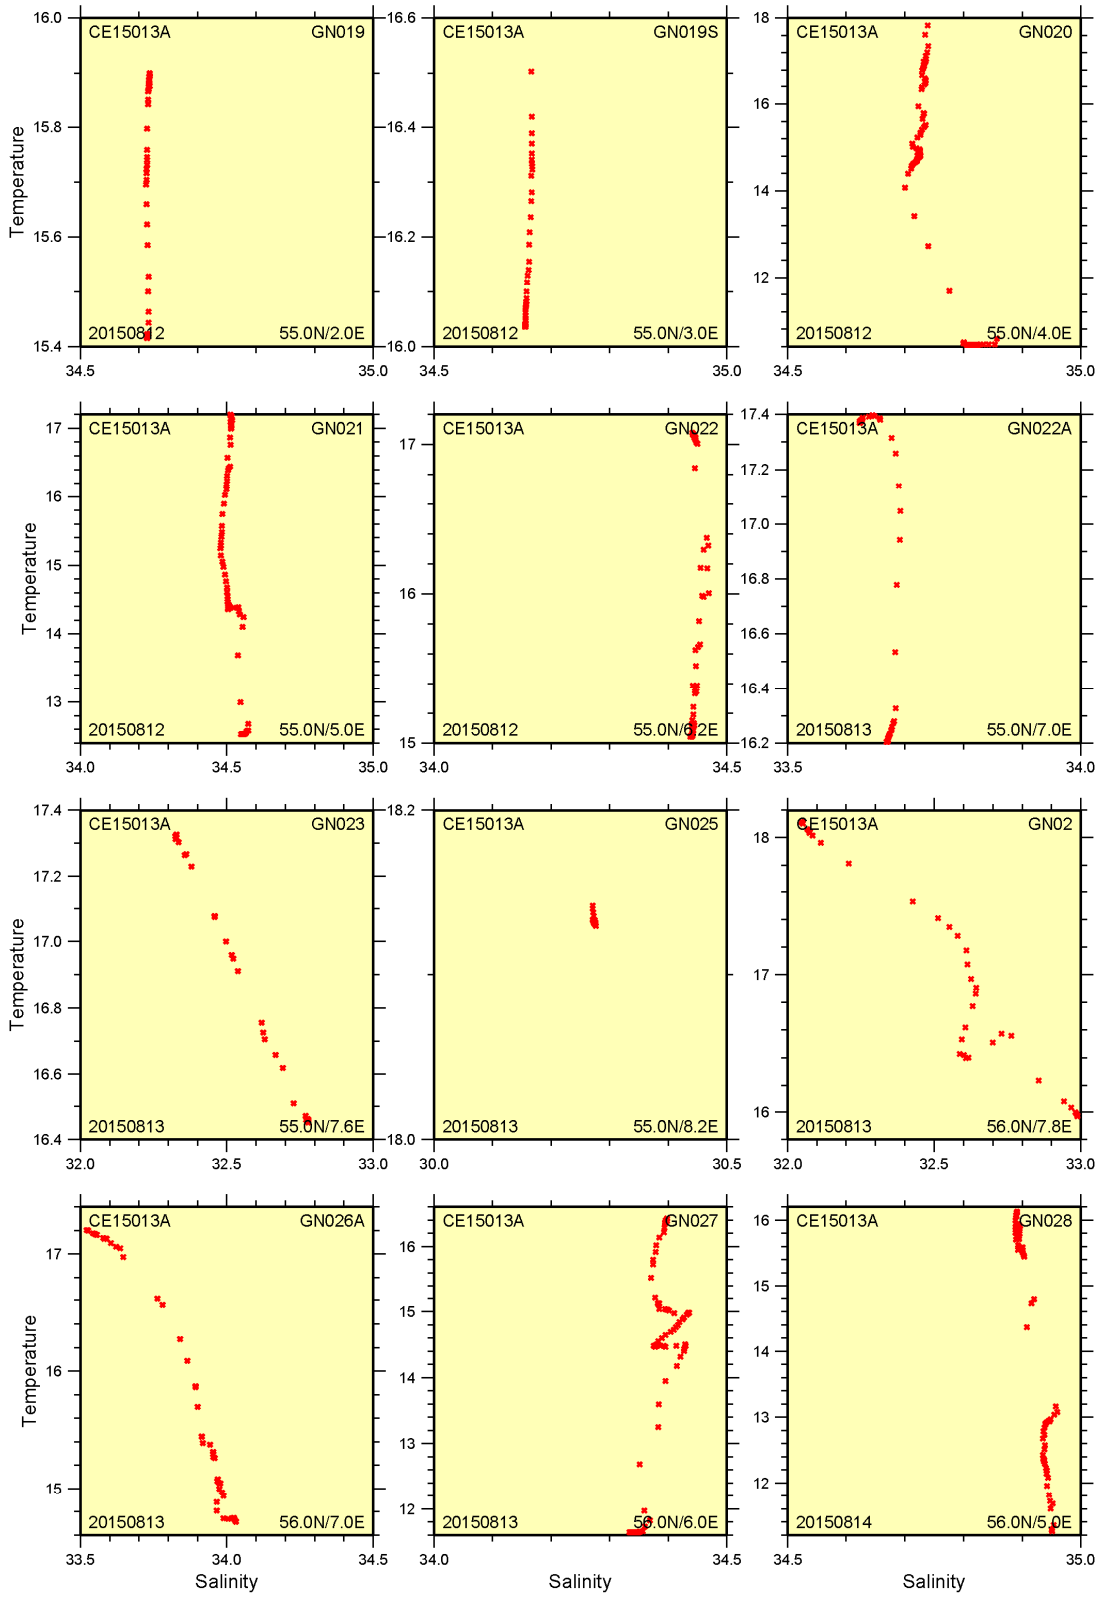 16.0
CE15013A GN019
15.8
Temperature
15.6
20150812 55.0N/2.0E
15.4
34.5 35.0
16.6
CE15013A GN019S
16.4
16.2
20150812 55.0N/3.0E
16.0
34.5 35.0
18
CE15013A GN020
16
14
12
20150812 55.0N/4.0E
34.5 35.0
17
CE15013A GN021
16
Temperature
15
14
13
20150812 55.0N/5.0E
34.0 35.0
34.5
17
CE15013A GN022
16
20150812 55.0N/6.2E
15
34.0 34.5
17.4
CE15013A GN022A
17.2
17.0
16.8
16.6
16.4
20150813 55.0N/7.0E
16.2
33.5 34.0
17.4
CE15013A GN023
17.2
17.0
Temperature
16.8
16.6
20150813 55.0N/7.6E
16.4
32.0 32.5 33.0
18.2
CE15013A GN025
20150813 55.0N/8.2E
18.0
30.0 30.5
18
CE15013A GN02
17
16
20150813 56.0N/7.8E
32.0 32.5 33.0
CE15013A GN026A
17
16
Temperature
15
20150813 56.0N/7.0E
33.5 34.0 34.5
Salinity
CE15013A GN027
16
15
14
13
12
20150813 56.0N/6.0E
34.0 34.5
Salinity
16
CE15013A GN028
15
14
13
12
20150814 56.0N/5.0E
34.5 35.0
Salinity